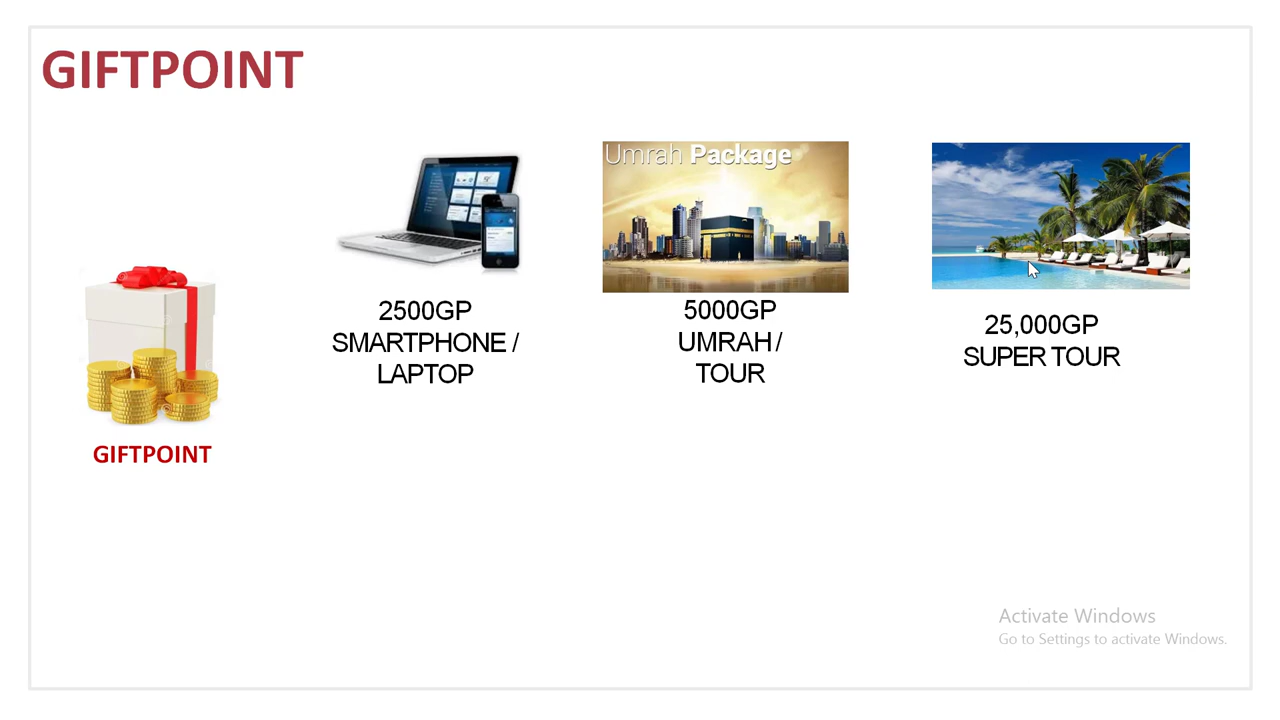 GIFTPOINT
Umrah Package
2500GP
SMARTPHONE /
LAPTOP
5000GP
UMRAH /
TOUR
25,000GP
SUPER TOUR
GIFTPOINT
Activate Windows
Go to Settings to activate Windows.